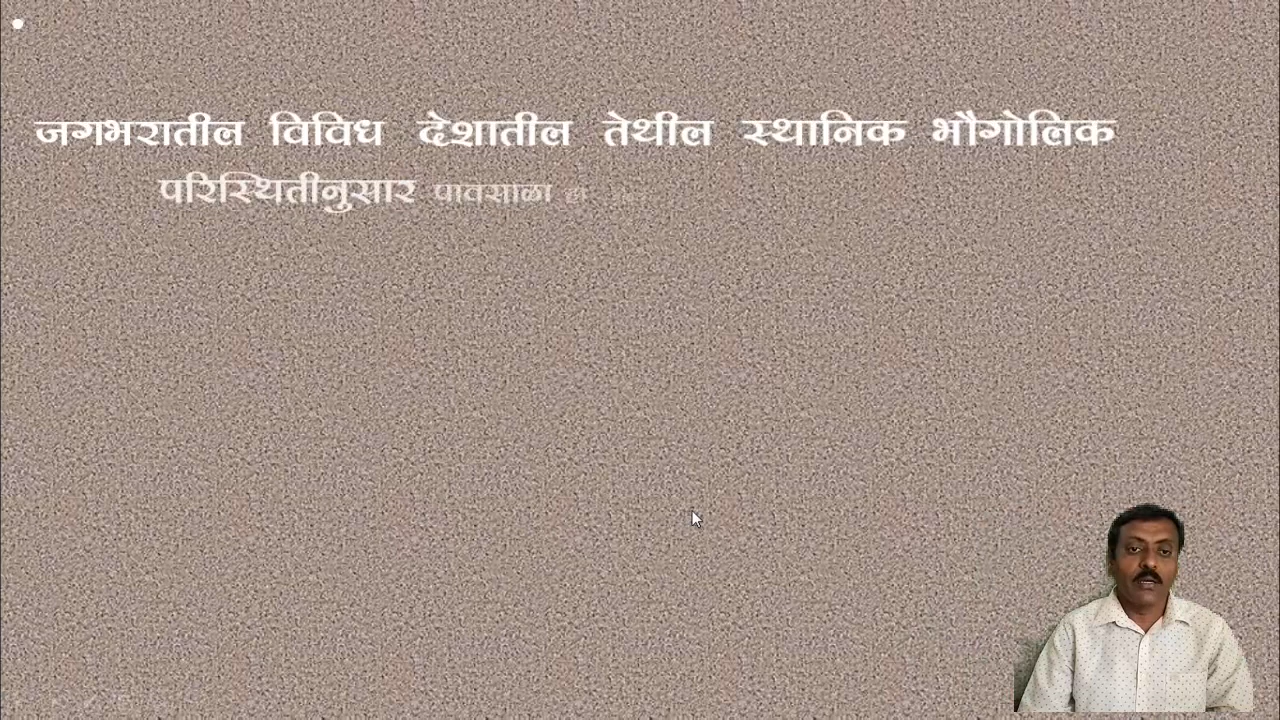 जगभरातील विविध देशातील तेथील स्थानिक भौगोलिक
परिस्थितीनुसार पावसाळा हा